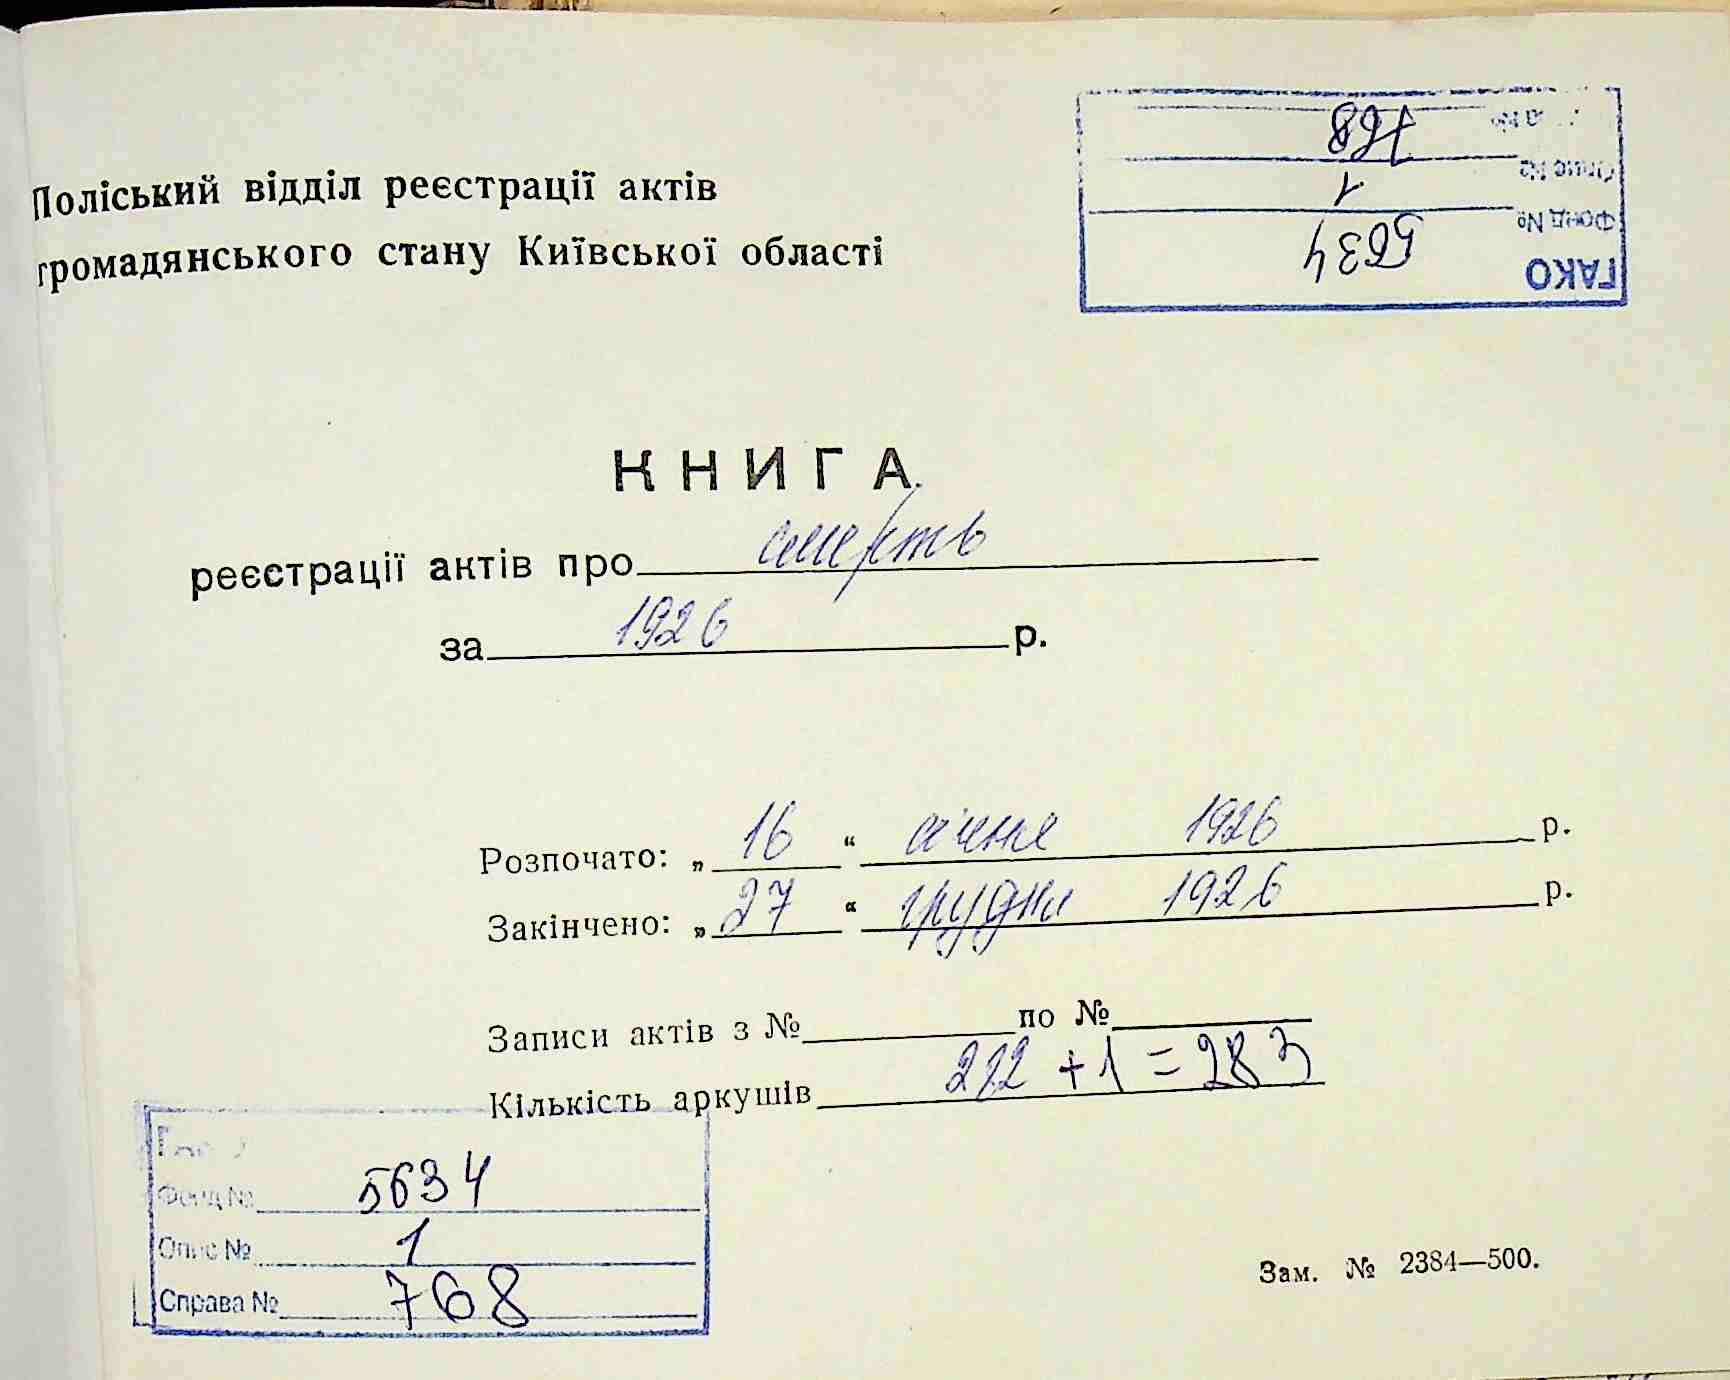 Поліський відділ реєстрації актів
громадянського стану Київської області
ГАКО
Фонд № 5634
Опис № 1
768
КНИГА
реєстрації актів про смерть
за 1926 р.
Розпочато: „ 16 “ січня 1926 р.
Закінчено: „ 27 “ грудня 1926 р.
Записи актів з № по №
Кількість аркушів 282 + 1 = 283
Фонд № 5634
Опис № 1
Справа № 768
Зам. № 2384—500.